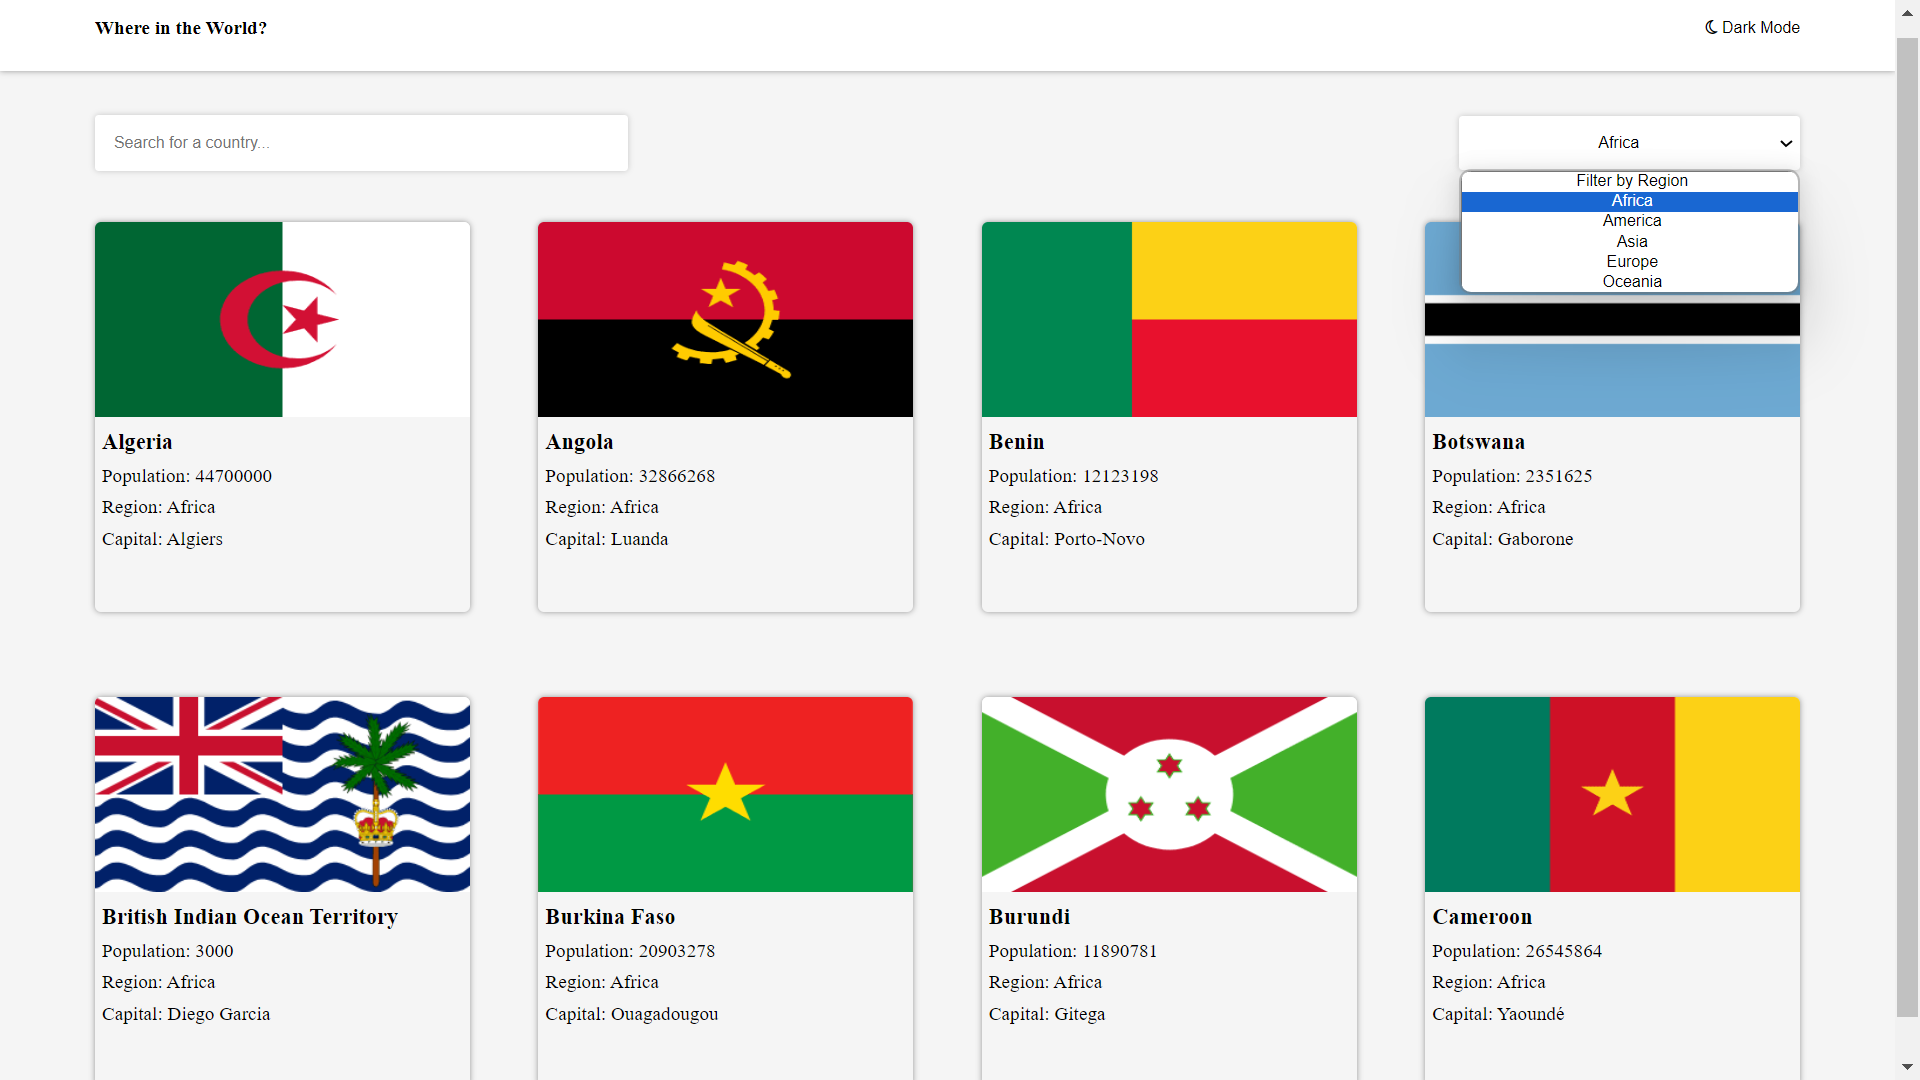 Where in the World?
Dark Mode
Search for a country...
Africa
Filter by Region
Africa
America
Asia
Europe
Oceania
Algeria
Population: 44700000
Region: Africa
Capital: Algiers
Angola
Population: 32866268
Region: Africa
Capital: Luanda
Benin
Population: 12123198
Region: Africa
Capital: Porto-Novo
Botswana
Population: 2351625
Region: Africa
Capital: Gaborone
British Indian Ocean Territory
Population: 3000
Region: Africa
Capital: Diego Garcia
Burkina Faso
Population: 20903278
Region: Africa
Capital: Ouagadougou
Burundi
Population: 11890781
Region: Africa
Capital: Gitega
Cameroon
Population: 26545864
Region: Africa
Capital: Yaoundé